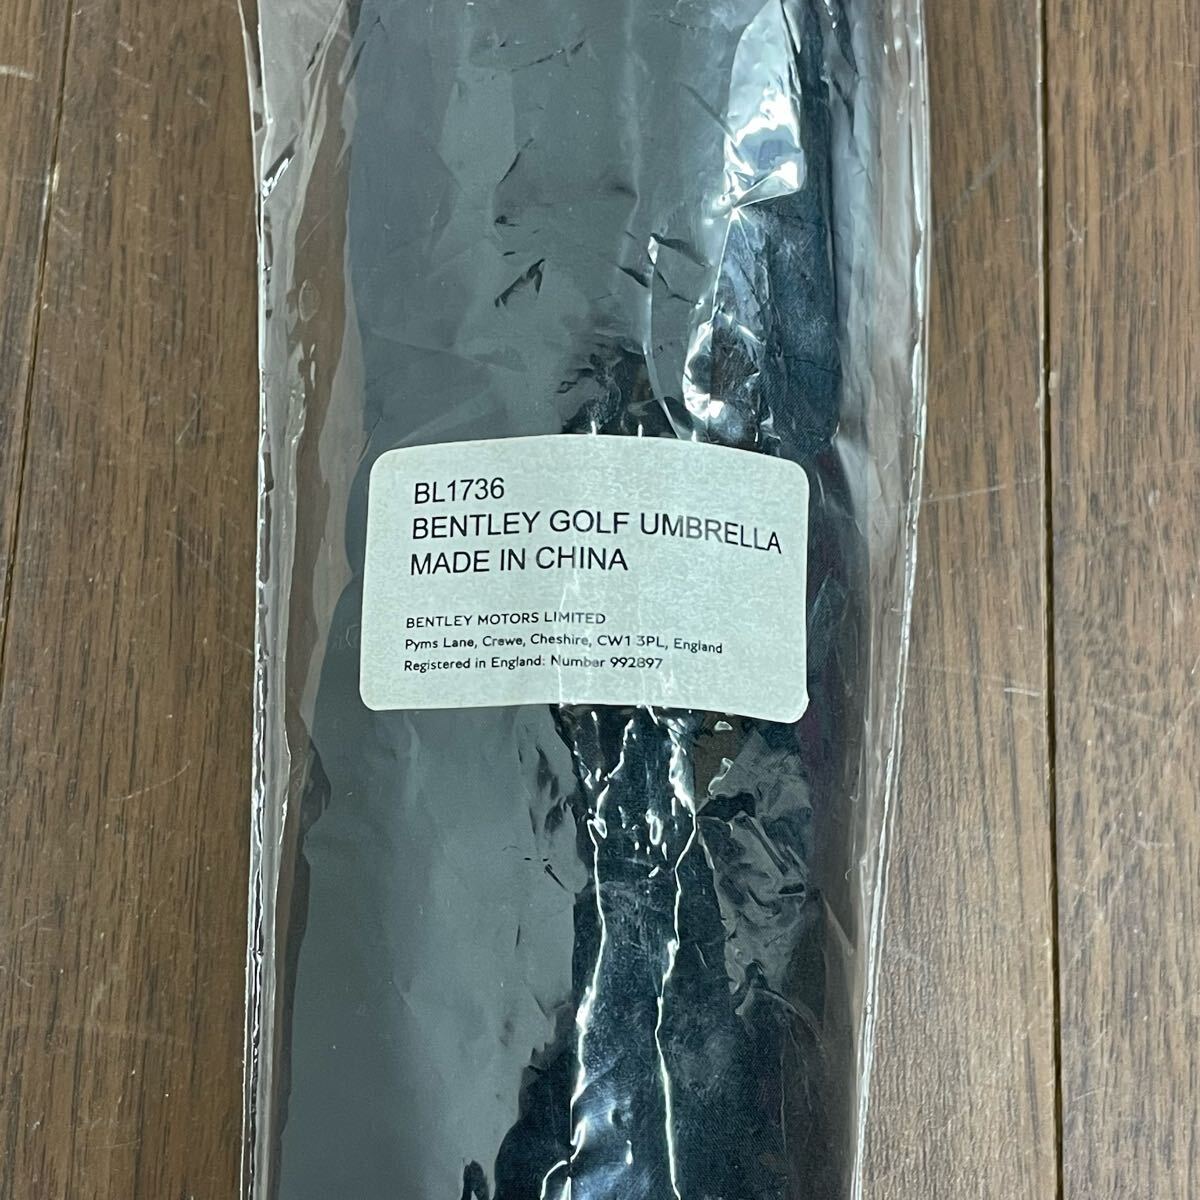 BL1736
BENTLEY GOLF UMBRELLA
MADE IN CHINA
BENTLEY MOTORS LIMITED
Pyms Lane, Crewe, Cheshire, CW1 3PL, England
Registered in England: Number 992897